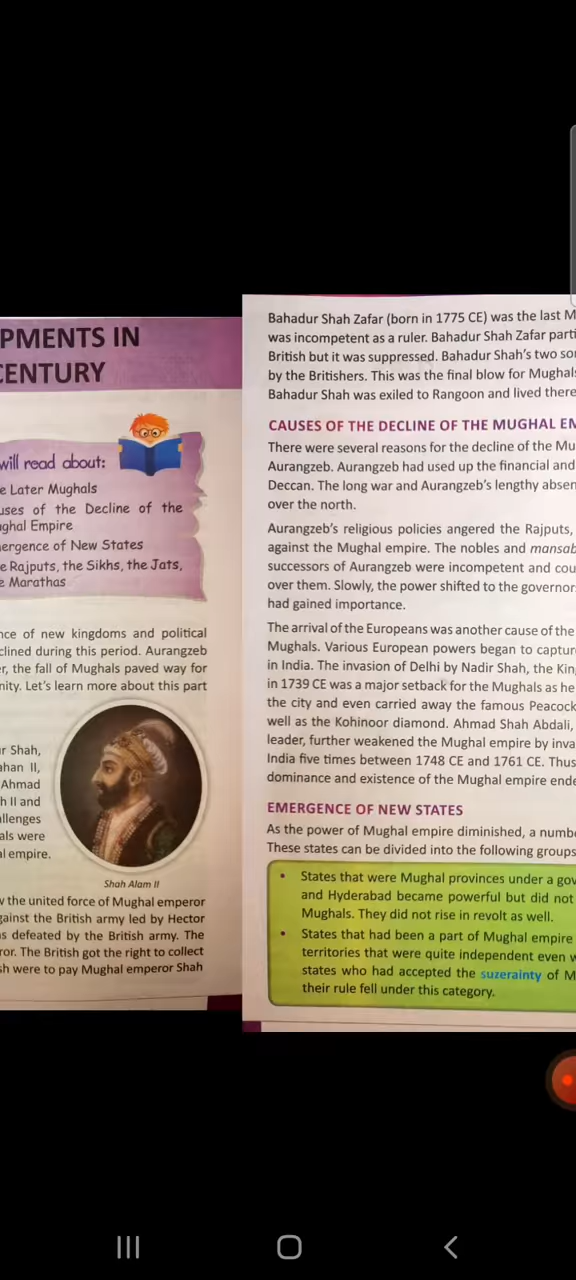 PMENTS IN
CENTURY
will read about:
e Later Mughals
uses of the Decline of the
ghal Empire
ergence of New States
e Rajputs, the Sikhs, the Jats,
e Marathas
nce of new kingdoms and political
clined during this period. Aurangzeb
er, the fall of Mughals paved way for
nity. Let's learn more about this part
ur Shah,
ahan II,
Ahmad
h II and
allenges
als were
al empire.
Shah Alam II
w the united force of Mughal emperor
gainst the British army led by Hector
s defeated by the British army. The
ror. The British got the right to collect
sh were to pay Mughal emperor Shah
Bahadur Shah Zafar (born in 1775 CE) was the last M
was incompetent as a ruler. Bahadur Shah Zafar parti
British but it was suppressed. Bahadur Shah's two so
by the Britishers. This was the final blow for Mughals
Bahadur Shah was exiled to Rangoon and lived there
CAUSES OF THE DECLINE OF THE MUGHAL EM
There were several reasons for the decline of the Mu
Aurangzeb. Aurangzeb had used up the financial and
Deccan. The long war and Aurangzeb's lengthy absen
over the north.
Aurangzeb's religious policies angered the Rajputs,
against the Mughal empire. The nobles and mansab
successors of Aurangzeb were incompetent and cou
over them. Slowly, the power shifted to the governors
had gained importance.
The arrival of the Europeans was another cause of the
Mughals. Various European powers began to captur
in India. The invasion of Delhi by Nadir Shah, the Kin
in 1739 CE was a major setback for the Mughals as he
the city and even carried away the famous Peacock
well as the Kohinoor diamond. Ahmad Shah Abdali,
leader, further weakened the Mughal empire by inva
India five times between 1748 CE and 1761 CE. Thus
dominance and existence of the Mughal empire ende
EMERGENCE OF NEW STATES
As the power of Mughal empire diminished, a numbe
These states can be divided into the following groups
• States that were Mughal provinces under a gov
and Hyderabad became powerful but did not
Mughals. They did not rise in revolt as well.
• States that had been a part of Mughal empire
territories that were quite independent even w
states who had accepted the suzerainty of M
their rule fell under this category.